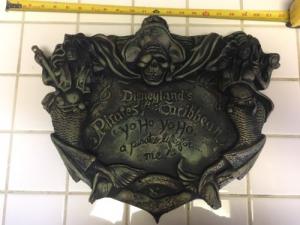 Disneyland's
Pirates of the Caribbean
yo Ho yo Ho
a pirate's life for
me